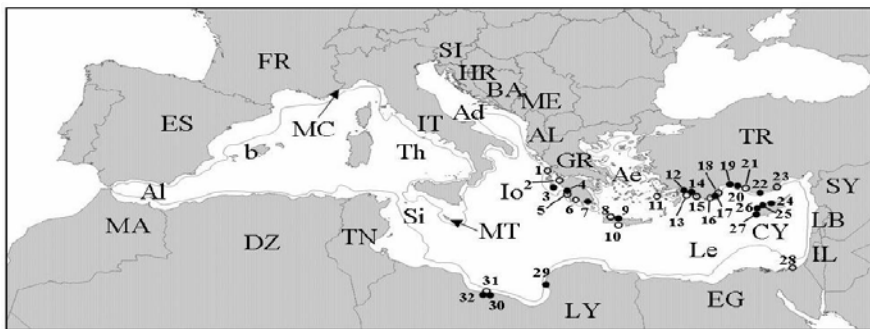 SI
FR
HR
BA
MC
IT
Ad
ME
ES
AL
TR
b
Th
GR
Ae
12
14
18
19
21
23
SY
1
2
3
4
Io
5
6
7
8
9
10
11
13
15
16
17
20
22
24
25
26
27
CY
LB
Al
MA
Si
MT
Le
IL
DZ
TN
28
29
31
32
30
LY
EG